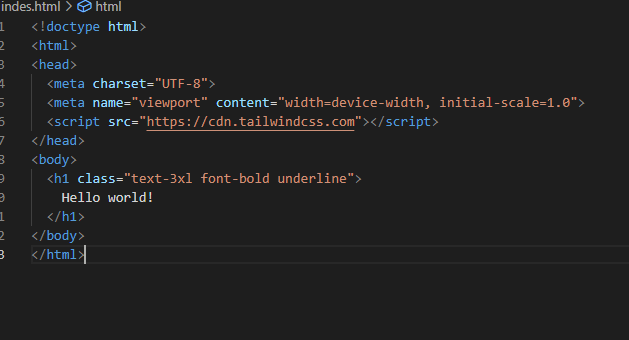 indes.html > html
1 <!doctype html>
2 <html>
3 <head>
4 <meta charset="UTF-8">
5 <meta name="viewport" content="width=device-width, initial-scale=1.0">
6 <script src="https://cdn.tailwindcss.com"></script>
7 </head>
8 <body>
9 <h1 class="text-3xl font-bold underline">
0 Hello world!
1 </h1>
2 </body>
3 </html>